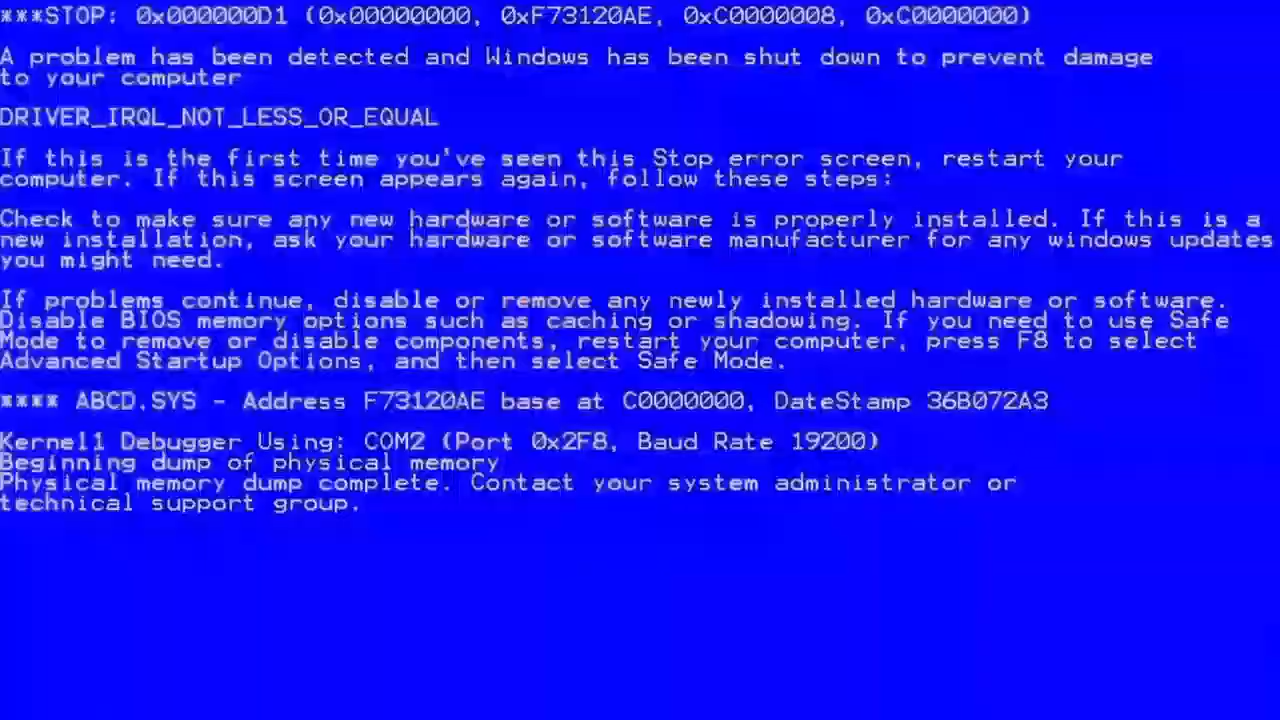 ***STOP: 0x000000D1 (0x00000000, 0xF73120AE, 0xC0000008, 0xC0000000)
A problem has been detected and Windows has been shut down to prevent damage
to your computer
DRIVER_IRQL_NOT_LESS_OR_EQUAL
If this is the first time you've seen this Stop error screen, restart your
computer. If this screen appears again, follow these steps:
Check to make sure any new hardware or software is properly installed. If this is a
new installation, ask your hardware or software manufacturer for any windows updates
you might need.
If problems continue, disable or remove any newly installed hardware or software.
Disable BIOS memory options such as caching or shadowing. If you need to use Safe
Mode to remove or disable components, restart your computer, press F8 to select
Advanced Startup Options, and then select Safe Mode.
**** ABCD.SYS - Address F73120AE base at C0000000, DateStamp 36B072A3
Kernel1 Debugger Using: COM2 (Port 0x2F8, Baud Rate 19200)
Beginning dump of physical memory
Physical memory dump complete. Contact your system administrator or
technical support group.